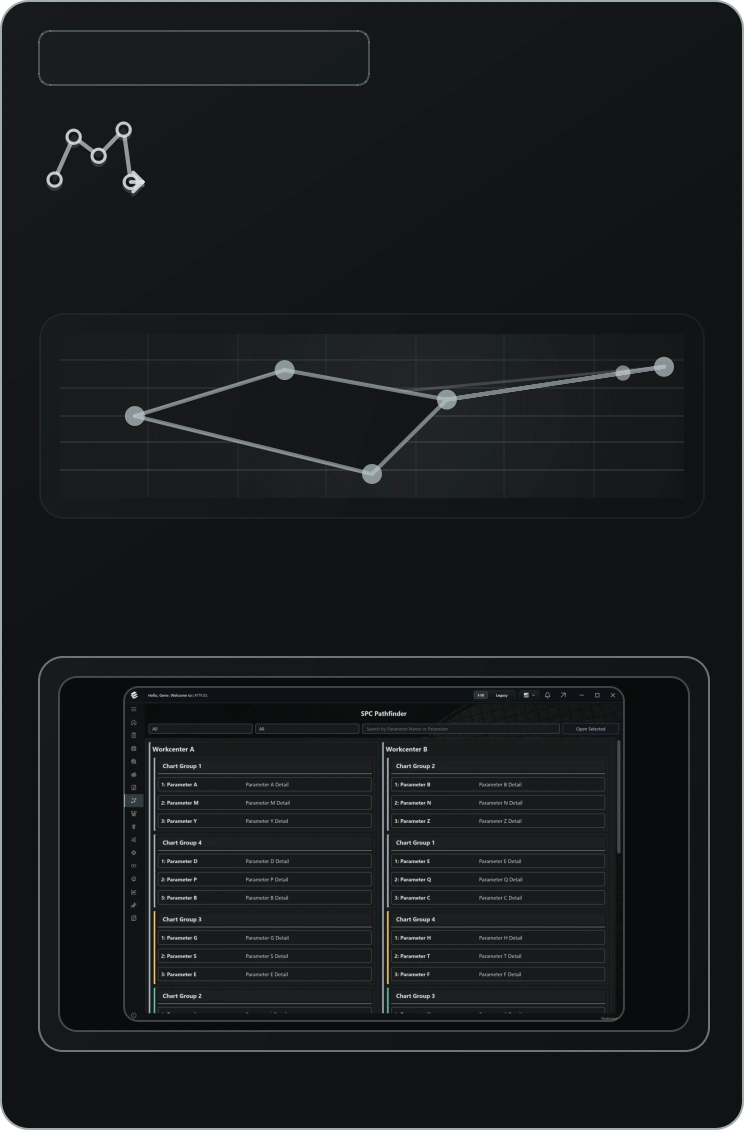 Hello, Gene. Welcome to LATTICES.
HR Legacy
SPC Pathfinder
All All Search by Parameter Name or Parameter Open Selected
Workcenter A
Chart Group 1
1: Parameter A Parameter A Detail
2: Parameter M Parameter M Detail
3: Parameter Y Parameter Y Detail
Chart Group 4
1: Parameter D Parameter D Detail
2: Parameter P Parameter P Detail
3: Parameter B Parameter B Detail
Chart Group 3
1: Parameter G Parameter G Detail
2: Parameter S Parameter S Detail
3: Parameter E Parameter E Detail
Chart Group 2
Workcenter B
Chart Group 2
1: Parameter B Parameter B Detail
2: Parameter N Parameter N Detail
3: Parameter Z Parameter Z Detail
Chart Group 1
1: Parameter E Parameter E Detail
2: Parameter Q Parameter Q Detail
3: Parameter C Parameter C Detail
Chart Group 4
1: Parameter H Parameter H Detail
2: Parameter T Parameter T Detail
3: Parameter F Parameter F Detail
Chart Group 3